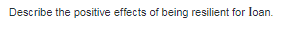 Describe the positive effects of being resilient for Ioan.